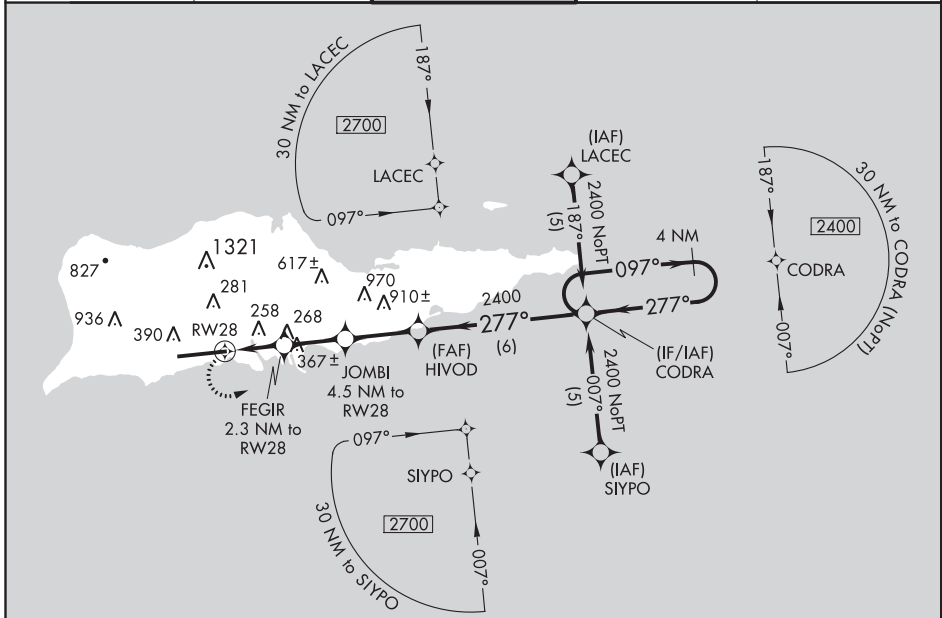 30 NM to LACEC
187°
2700
LACEC
097°
(IAF)
LACEC
2400 NoPT
187°
(5)
4 NM
097°
277°
187°
30 NM to CODRA (NoPT)
2400
CODRA
007°
1321
827
617±
281
970
910±
2400
277°
(6)
936
258
268
390
RW28
367±
JOMBI
4.5 NM to
RW28
(FAF)
HIVOD
(IF/IAF)
CODRA
FEGIR
2.3 NM to
RW28
2400 NoPT
007°
(5)
(IAF)
SIYPO
097°
SIYPO
2700
007°
30 NM to SIYPO